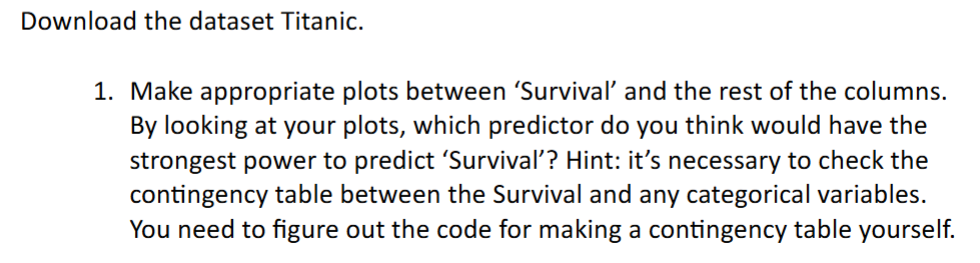 Download the dataset Titanic.
1. Make appropriate plots between ‘Survival’ and the rest of the columns.
By looking at your plots, which predictor do you think would have the
strongest power to predict ‘Survival’? Hint: it’s necessary to check the
contingency table between the Survival and any categorical variables.
You need to figure out the code for making a contingency table yourself.